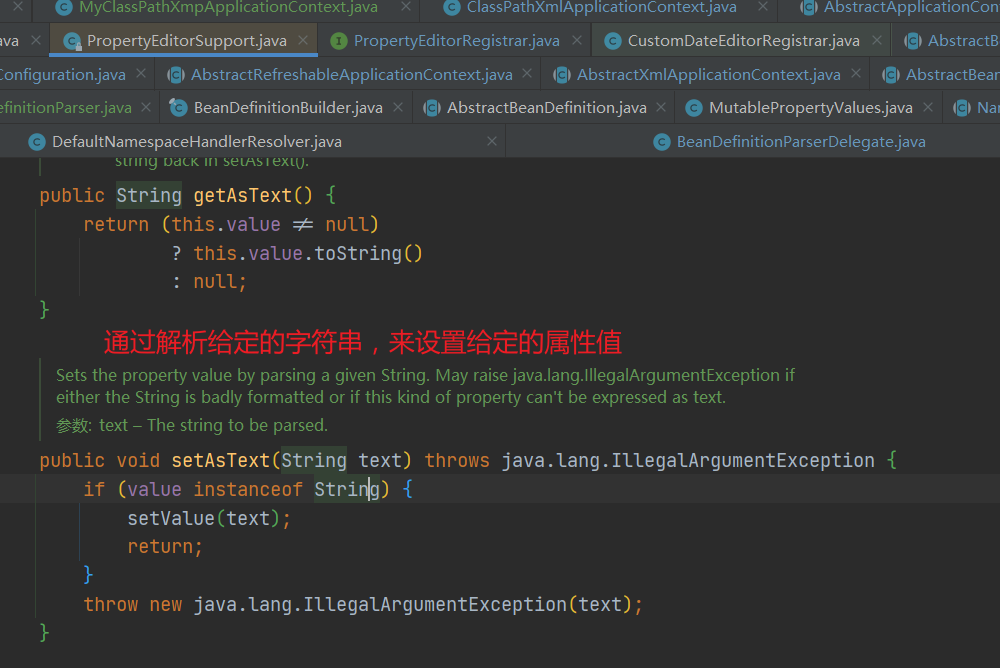 MyClassPathXmpApplicationContext.java
ClassPathXmlApplicationContext.java
AbstractApplicationCon
ava
PropertyEditorSupport.java
PropertyEditorRegistrar.java
CustomDateEditorRegistrar.java
AbstractB
Configuration.java
AbstractRefreshableApplicationContext.java
AbstractXmlApplicationContext.java
AbstractBear
efinitionParser.java
BeanDefinitionBuilder.java
AbstractBeanDefinition.java
MutablePropertyValues.java
Nar
DefaultNamespaceHandlerResolver.java
BeanDefinitionParserDelegate.java
string back in setAsText().
public String getAsText() {
return (this.value ≠ null)
? this.value.toString()
: null;
}
通过解析给定的字符串，来设置给定的属性值
Sets the property value by parsing a given String. May raise java.lang.IllegalArgumentException if
either the String is badly formatted or if this kind of property can't be expressed as text.
参数: text – The string to be parsed.
public void setAsText(String text) throws java.lang.IllegalArgumentException {
if (value instanceof String) {
setValue(text);
return;
}
throw new java.lang.IllegalArgumentException(text);
}